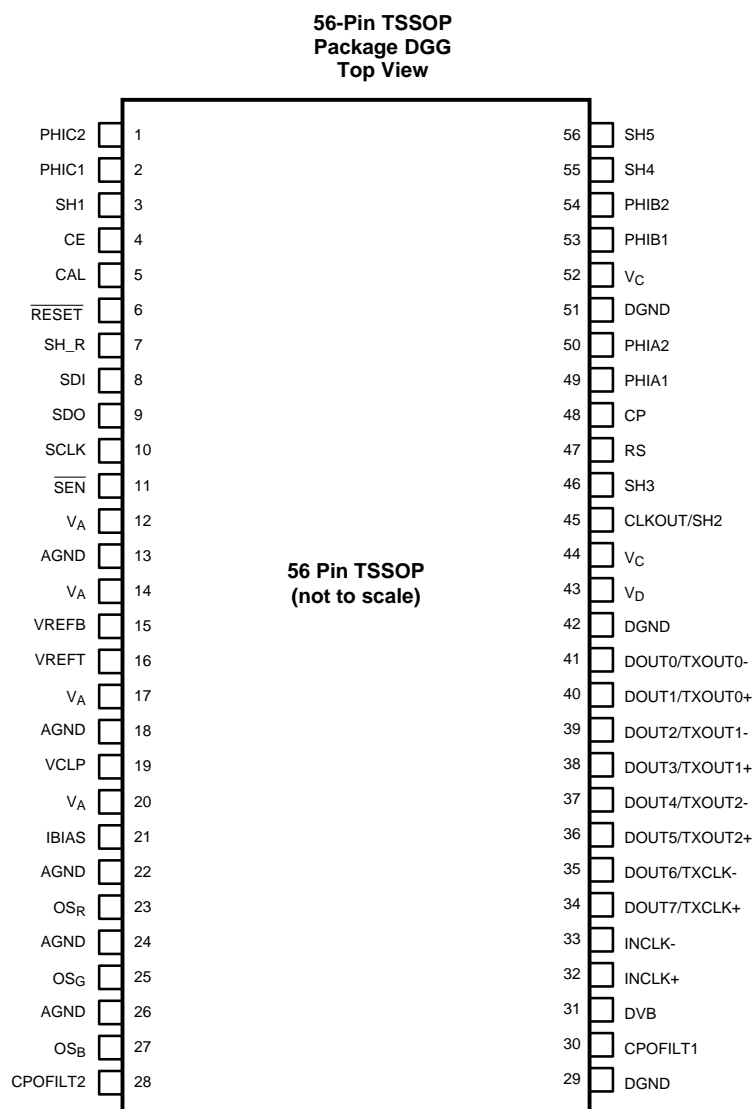 56-Pin TSSOP
Package DGG
Top View
PHIC2 1 56 SH5
PHIC1 2 55 SH4
SH1 3 54 PHIB2
CE 4 53 PHIB1
CAL 5 52 VC
RESET 6 51 DGND
SH_R 7 50 PHIA2
SDI 8 49 PHIA1
SDO 9 48 CP
SCLK 10 47 RS
SEN 11 46 SH3
VA 12 45 CLKOUT/SH2
AGND 13 44 VC
56 Pin TSSOP
(not to scale)
VA 14 43 VD
VREFB 15 42 DGND
VREFT 16 41 DOUT0/TXOUT0-
VA 17 40 DOUT1/TXOUT0+
AGND 18 39 DOUT2/TXOUT1-
VCLP 19 38 DOUT3/TXOUT1+
VA 20 37 DOUT4/TXOUT2-
IBIAS 21 36 DOUT5/TXOUT2+
AGND 22 35 DOUT6/TXCLK-
OSR 23 34 DOUT7/TXCLK+
AGND 24 33 INCLK-
OSG 25 32 INCLK+
AGND 26 31 DVB
OSB 27 30 CPOFILT1
CPOFILT2 28 29 DGND